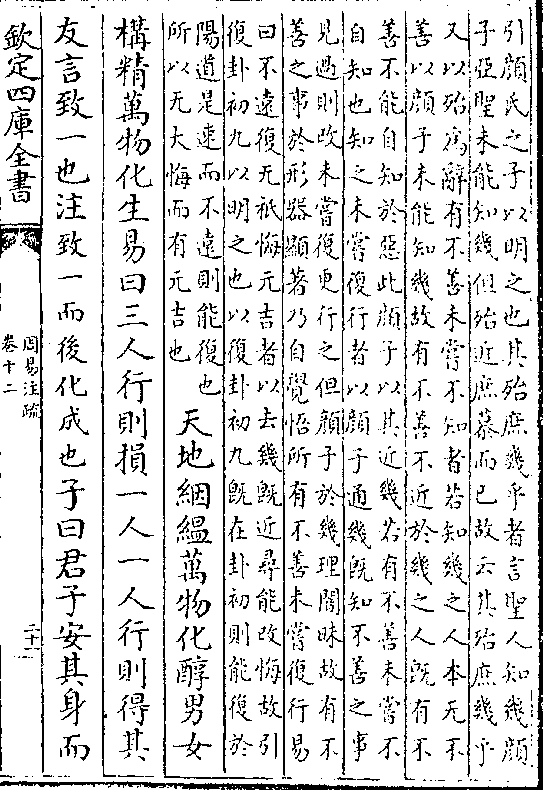 引顔氏之子以明之也其殆庶幾乎者言聖人知幾顔
子亞聖未能知幾但殆近庶慕而已故云其殆庶幾乎
又以殆為辭有不善未嘗不知者若知幾之人本无不
善以顔子未能知幾故有不善不近於幾之人既有不
善不能自知於惡此顔子以其近幾若有不善未嘗不
自知也知之未嘗復行者以顔子通幾既知不善之事
見過則改未嘗復更行之但顔子於幾理闇昧故有不
善之事於形器顯著乃自覺悟所有不善未嘗復行易
曰不遠復无祗悔元吉者以去幾既近尋能改悔故引
復卦初九以明之也以復卦初九既在卦初則能復於
陽道是速而不遠則能復也
所以无大悔而有元吉也
天地絪緼萬物化醇男女
構精萬物化生易曰三人行則損一人一人行則得其
友言致一也注致一而後化成也子曰君子安其身而
欽定四庫全書
周易注疏
卷十二
二十一